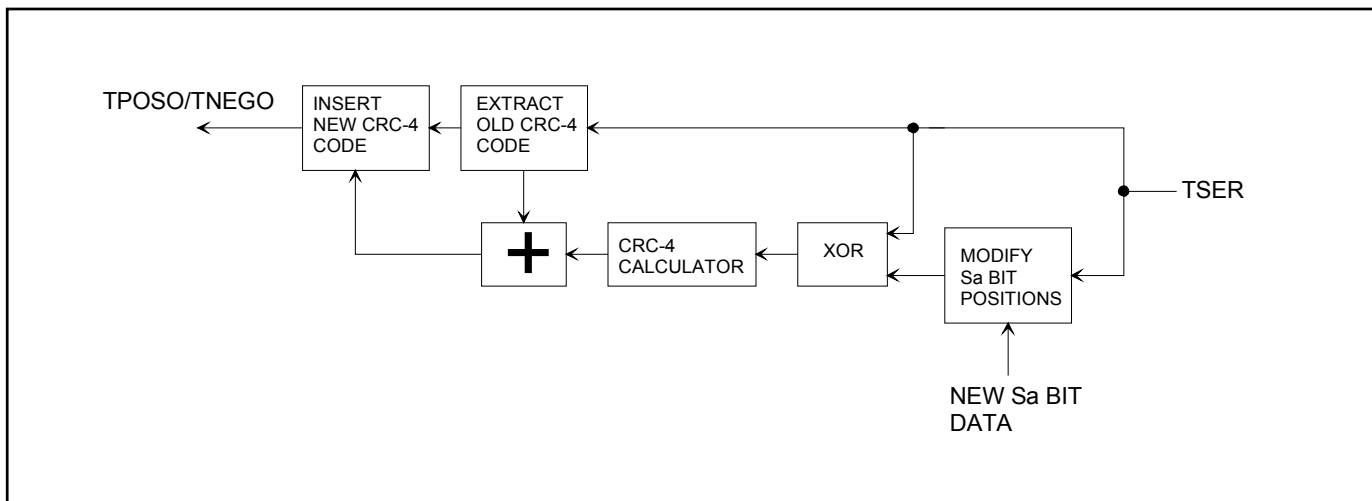 TPOSO/TNEGO
INSERT
NEW CRC-4
CODE
EXTRACT
OLD CRC-4
CODE
TSER
+
CRC-4
CALCULATOR
XOR
MODIFY
Sa BIT
POSITIONS
NEW Sa BIT
DATA